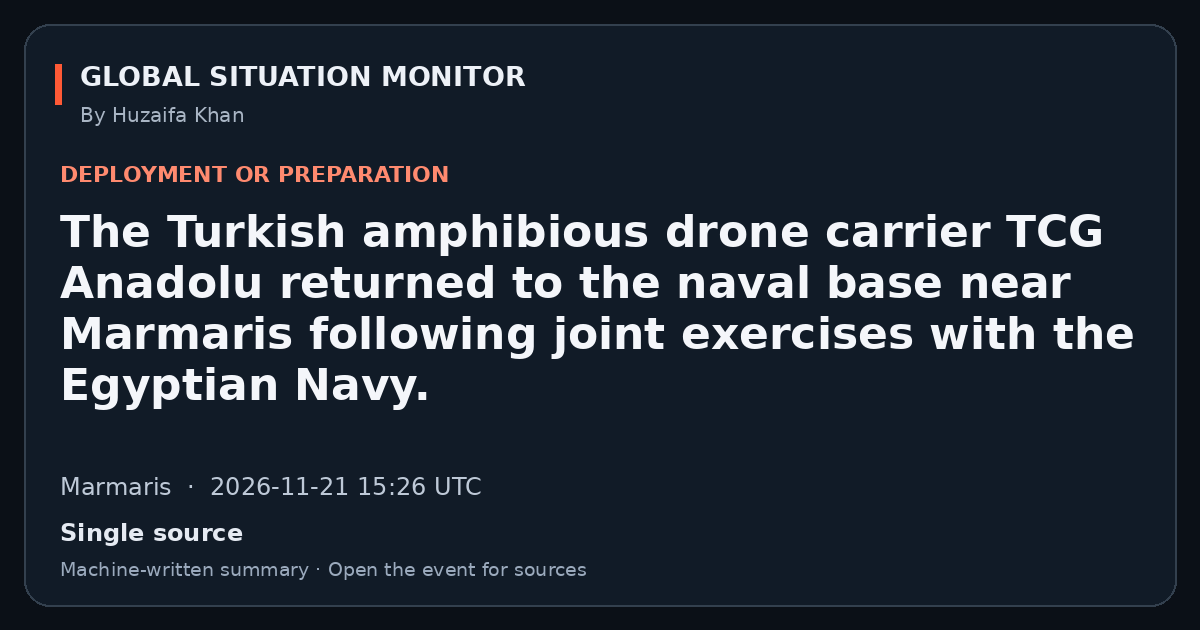 GLOBAL SITUATION MONITOR
By Huzaifa Khan
DEPLOYMENT OR PREPARATION
The Turkish amphibious drone carrier TCG
Anadolu returned to the naval base near
Marmaris following joint exercises with the
Egyptian Navy.
Marmaris · 2026-11-21 15:26 UTC
Single source
Machine-written summary · Open the event for sources